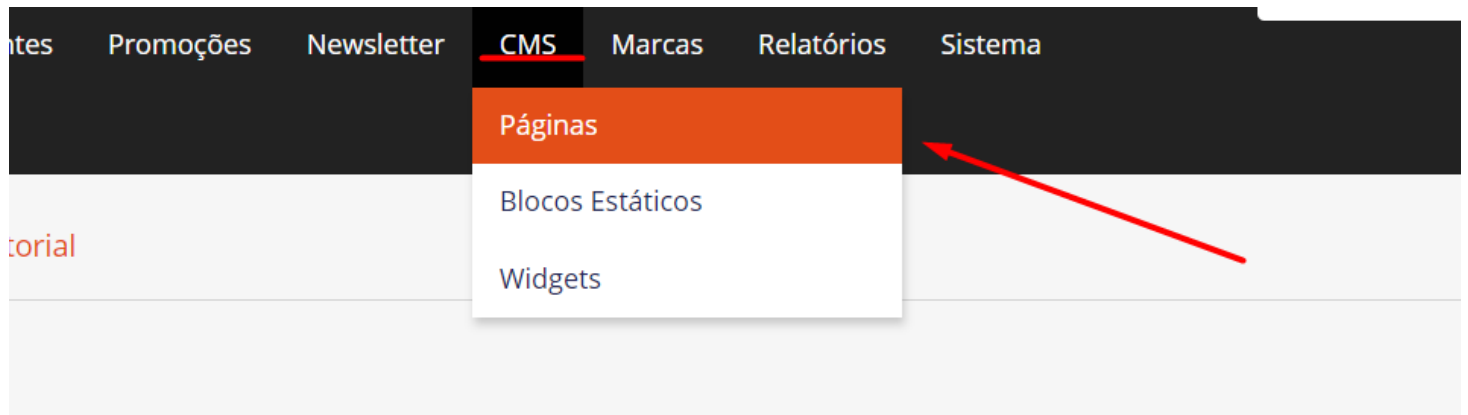 ntes Promoções Newsletter CMS Marcas Relatórios Sistema
Páginas
Blocos Estáticos
torial
Widgets